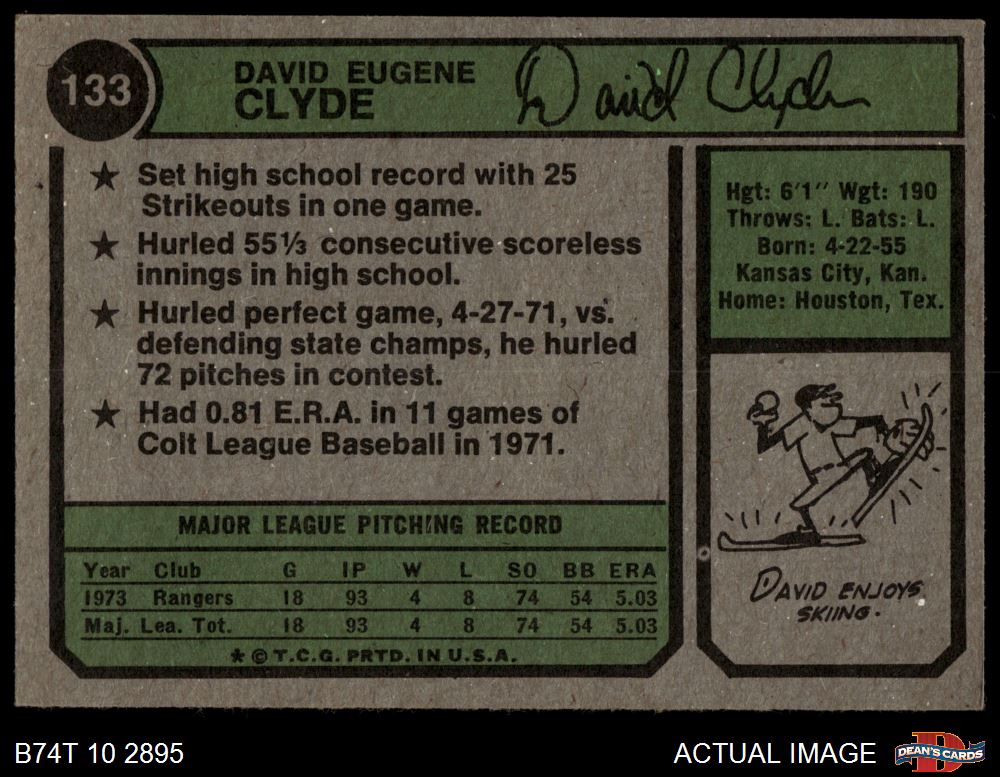 133
DAVID EUGENE
CLYDE
David Clyde
★ Set high school record with 25
Strikeouts in one game.
★ Hurled 55⅓ consecutive scoreless
innings in high school.
★ Hurled perfect game, 4-27-71, vs.
defending state champs, he hurled
72 pitches in contest.
★ Had 0.81 E.R.A. in 11 games of
Colt League Baseball in 1971.
Hgt: 6'1" Wgt: 190
Throws: L. Bats: L.
Born: 4-22-55
Kansas City, Kan.
Home: Houston, Tex.
DAVID ENJOYS
SKIING.
MAJOR LEAGUE PITCHING RECORD
Year Club G IP W L SO BB ERA
1973 Rangers 18 93 4 8 74 54 5.03
Maj. Lea. Tot. 18 93 4 8 74 54 5.03
★ © T.C.G. PRTD. IN U.S.A.
B74T 10 2895
ACTUAL IMAGE
D
DEAN'S CARDS